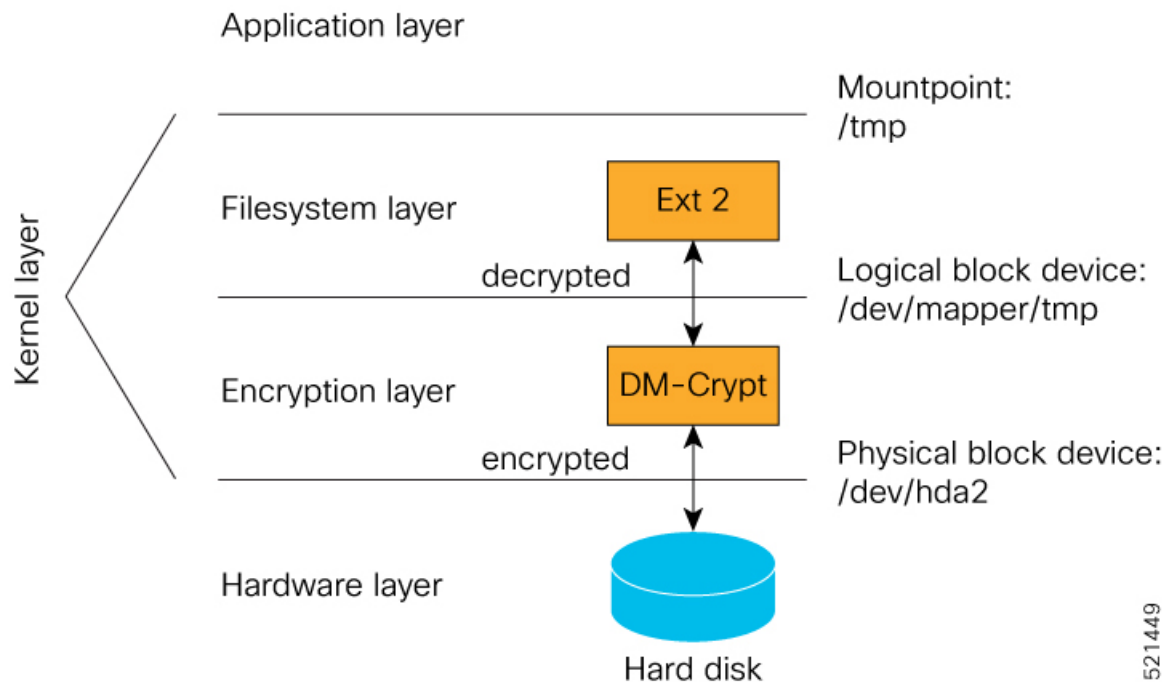 Application layer
Mountpoint:
/tmp
Kernel layer
Filesystem layer
Ext 2
decrypted
Logical block device:
/dev/mapper/tmp
Encryption layer
DM-Crypt
encrypted
Physical block device:
/dev/hda2
Hardware layer
Hard disk
521449